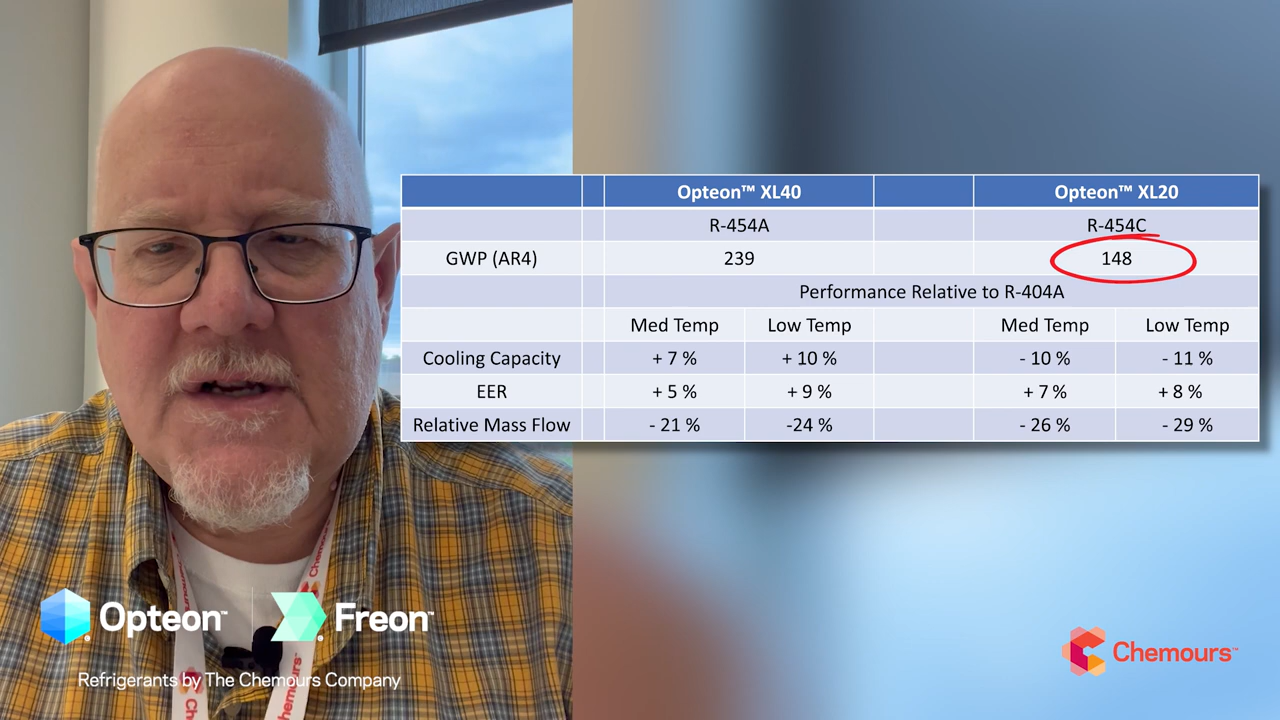 Opteon™ XL40 Opteon™ XL20
R-454A R-454C
GWP (AR4) 239 148
Performance Relative to R-404A
Med Temp Low Temp Med Temp Low Temp
Cooling Capacity + 7 % + 10 % - 10 % - 11 %
EER + 5 % + 9 % + 7 % + 8 %
Relative Mass Flow - 21 % -24 % - 26 % - 29 %
Opteon™ Freon™
Refrigerants by The Chemours Company
Chemours™
Chemours
Chemours™